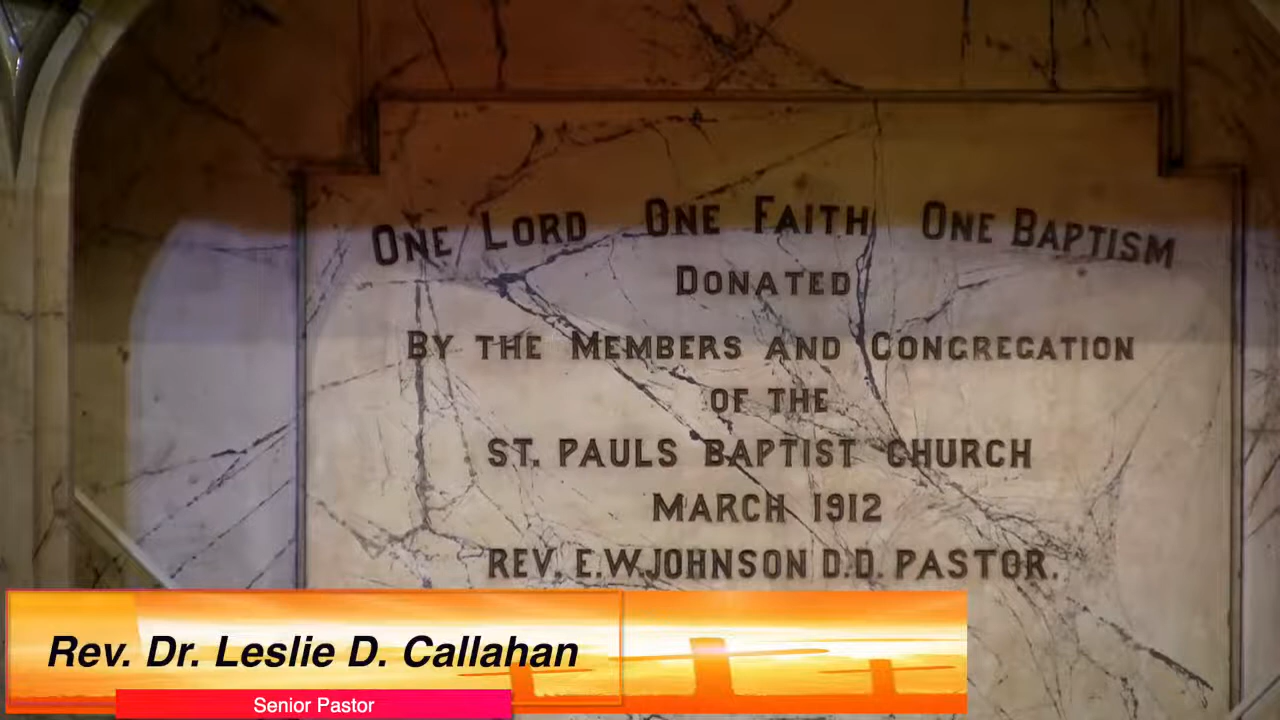 ONE LORD ONE FAITH ONE BAPTISM
DONATED
BY THE MEMBERS AND CONGREGATION
OF THE
ST. PAULS BAPTIST CHURCH
MARCH 1912
REV. E.W. JOHNSON D.D. PASTOR.
Rev. Dr. Leslie D. Callahan
Senior Pastor